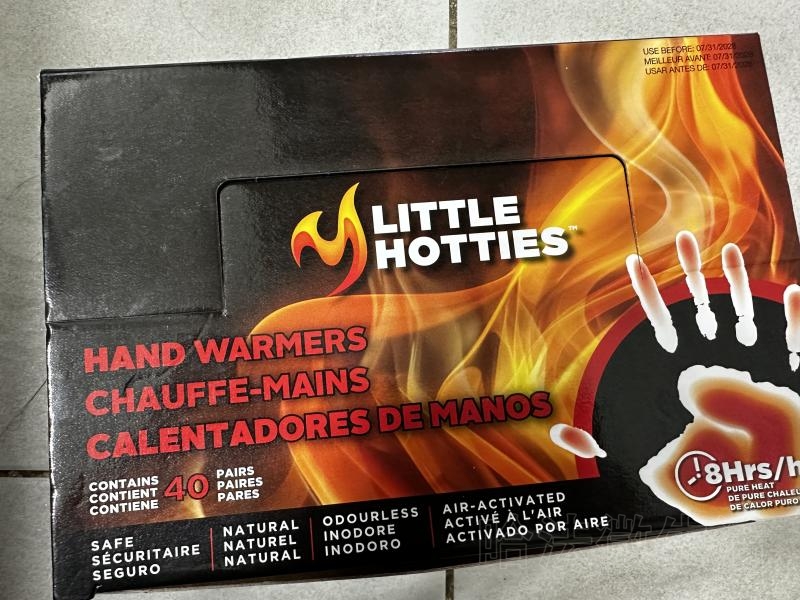 USE BEFORE: 07/31/2028
MEILLEUR AVANT: 07/31/2028
USAR ANTES DE: 07/31/2028
LITTLE
HOTTIES™
HAND WARMERS
CHAUFFE-MAINS
CALENTADORES DE MANOS
CONTAINS
CONTIENT
CONTIENE
40
PAIRS
PAIRES
PARES
8Hrs/h
PURE HEAT
DE PURE CHALEU
DE CALOR PURO
SAFE
SÉCURITAIRE
SEGURO
NATURAL
NATUREL
NATURAL
ODOURLESS
INODORE
INODORO
AIR-ACTIVATED
ACTIVÉ À L'AIR
ACTIVADO POR AIRE